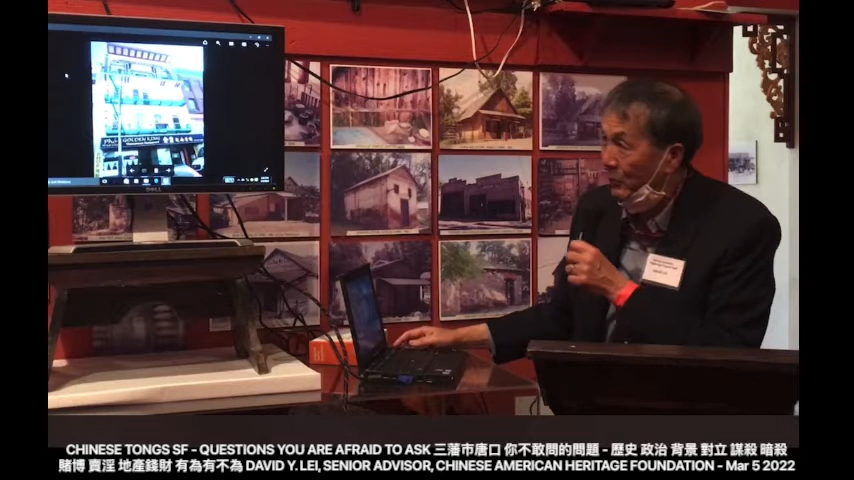 GOLDEN KING
DELL
CHINESE TONGS SF - QUESTIONS YOU ARE AFRAID TO ASK 三藩市唐口 你不敢問的問題 - 歷史 政治 背景 對立 謀殺 暗殺
賭博 賣淫 地產錢財 有為有不為 DAVID Y. LEI, SENIOR ADVISOR, CHINESE AMERICAN HERITAGE FOUNDATION - Mar 5 2022